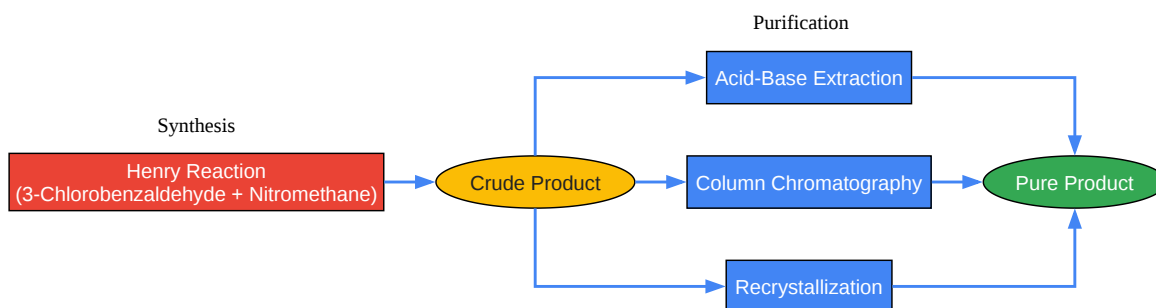 Purification
Acid-Base Extraction
Synthesis
Henry Reaction
(3-Chlorobenzaldehyde + Nitromethane)
Crude Product
Column Chromatography
Pure Product
Recrystallization